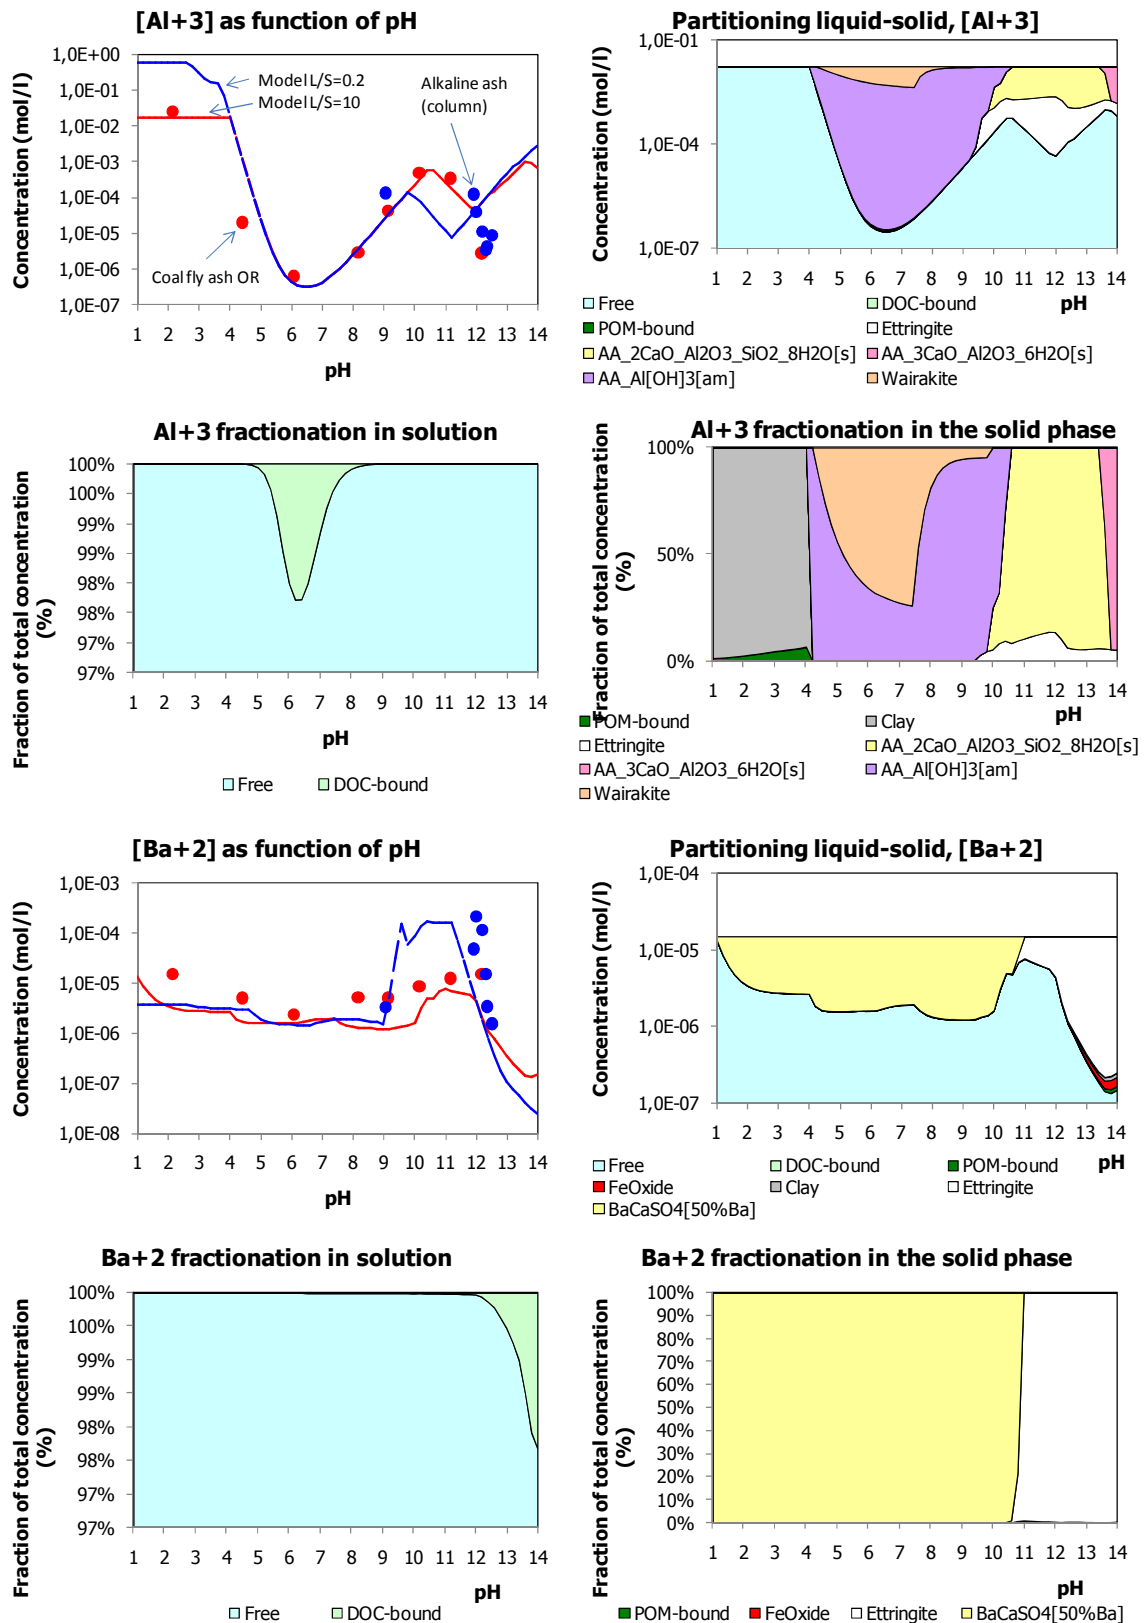 [Al+3] as function of pH
Concentration (mol/l)
1,0E+00
1,0E-01
1,0E-02
1,0E-03
1,0E-04
1,0E-05
1,0E-06
1,0E-07
Model L/S=0.2
Model L/S=10
Alkaline ash
(column)
Coal fly ash OR
1 2 3 4 5 6 7 8 9 10 11 12 13 14
pH
Partitioning liquid-solid, [Al+3]
Concentration (mol/l)
1,0E-01
1,0E-04
1,0E-07
1 2 3 4 5 6 7 8 9 10 11 12 13 14
pH
Free
DOC-bound
POM-bound
Ettringite
AA_2CaO_Al2O3_SiO2_8H2O[s]
AA_3CaO_Al2O3_6H2O[s]
AA_Al[OH]3[am]
Wairakite
Al+3 fractionation in solution
Fraction of total concentration
(%)
100%
100%
99%
99%
98%
98%
97%
97%
1 2 3 4 5 6 7 8 9 10 11 12 13 14
pH
Free
DOC-bound
Al+3 fractionation in the solid phase
Fraction of total concentration
(%)
100%
50%
0%
1 2 3 4 5 6 7 8 9 10 11 12 13 14
pH
POM-bound
Clay
Ettringite
AA_2CaO_Al2O3_SiO2_8H2O[s]
AA_3CaO_Al2O3_6H2O[s]
AA_Al[OH]3[am]
Wairakite
[Ba+2] as function of pH
Concentration (mol/l)
1,0E-03
1,0E-04
1,0E-05
1,0E-06
1,0E-07
1,0E-08
1 2 3 4 5 6 7 8 9 10 11 12 13 14
pH
Partitioning liquid-solid, [Ba+2]
Concentration (mol/l)
1,0E-04
1,0E-05
1,0E-06
1,0E-07
1 2 3 4 5 6 7 8 9 10 11 12 13 14
pH
Free
DOC-bound
POM-bound
FeOxide
Clay
Ettringite
BaCaSO4[50%Ba]
Ba+2 fractionation in solution
Fraction of total concentration
(%)
100%
100%
99%
99%
98%
98%
97%
97%
1 2 3 4 5 6 7 8 9 10 11 12 13 14
pH
Free
DOC-bound
Ba+2 fractionation in the solid phase
Fraction of total concentration
(%)
100%
90%
80%
70%
60%
50%
40%
30%
20%
10%
0%
1 2 3 4 5 6 7 8 9 10 11 12 13 14
pH
POM-bound
FeOxide
Ettringite
BaCaSO4[50%Ba]